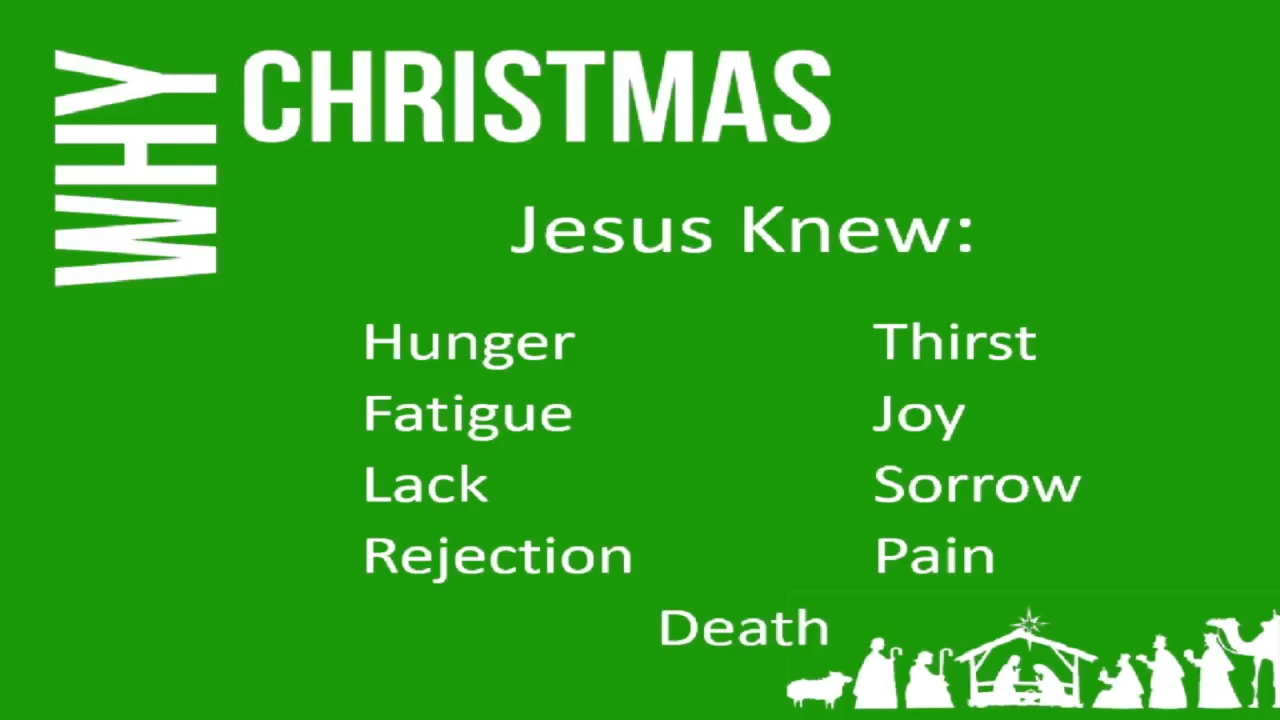 WHY
CHRISTMAS
Jesus Knew:
Hunger
Thirst
Fatigue
Joy
Lack
Sorrow
Rejection
Pain
Death